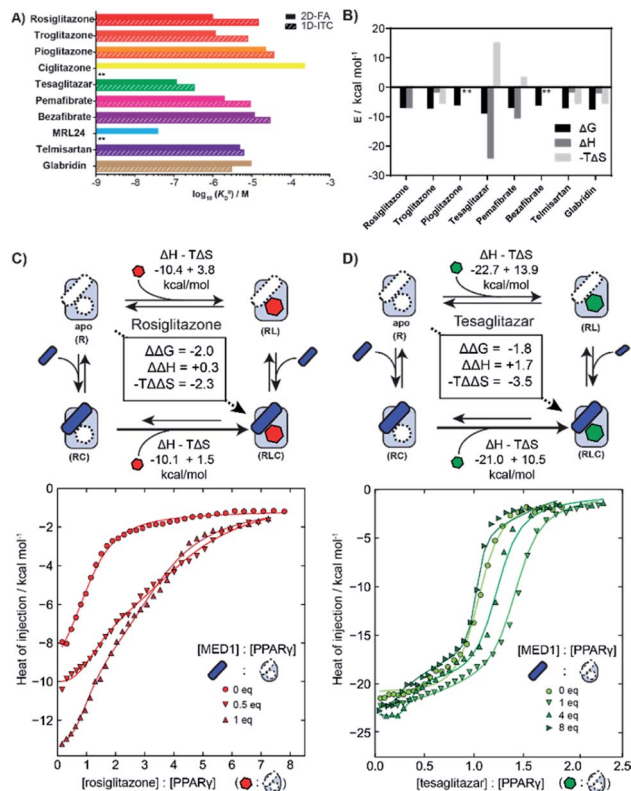 A)
Rosiglitazone
Troglitazone
Pioglitazone
Ciglitazone
Tesaglitazar
Pemafibrate
Bezafibrate
MRL24
Telmisartan
Glabridin
**
**
2D-FA
1D-ITC
10⁻⁹ 10⁻⁸ 10⁻⁷ 10⁻⁶ 10⁻⁵ 10⁻⁴ 10⁻³
B)
E / kcal mol⁻¹
20
10
0
-10
-20
-30
**
**
ΔG
ΔH
-TΔS
Rosiglitazone
Troglitazone
Pioglitazone
Tesaglitazar
Pemafibrate
Bezafibrate
Telmisartan
Glabridin
C)
ΔH - TΔS
-10.4 + 3.8
kcal/mol
apo
(R)
Rosiglitazone
(RL)
ΔΔG = -2.0
ΔΔH = +0.3
-TΔΔS = -2.3
(RC)
ΔH - TΔS
-10.1 + 1.5
kcal/mol
(RLC)
D)
ΔH - TΔS
-22.7 + 13.9
kcal/mol
apo
(R)
Tesaglitazar
(RL)
ΔΔG = -1.8
ΔΔH = +1.7
-TΔΔS = -3.5
(RC)
ΔH - TΔS
-21.0 + 10.5
kcal/mol
(RLC)
Heat of injection / kcal mol⁻¹
-2
-4
-6
-8
-10
-12
[MED1] : [PPARγ]
:
0 eq
0.5 eq
1 eq
0 1 2 3 4 5 6 7 8
[rosiglitazone] : [PPARγ] ( : )
Heat of injection / kcal mol⁻¹
0
-5
-10
-15
-20
-25
[MED1] : [PPARγ]
:
0 eq
1 eq
4 eq
8 eq
0.0 0.5 1.0 1.5 2.0 2.5
[tesaglitazar] : [PPARγ] ( : )